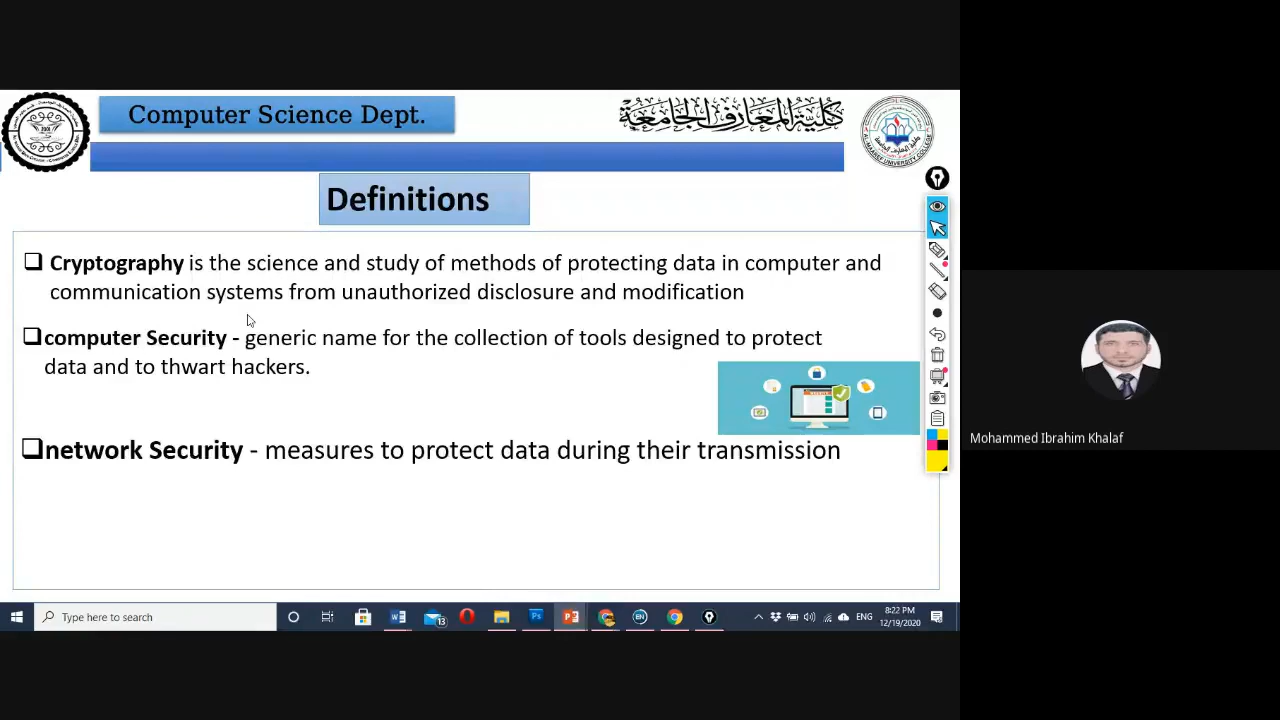 Computer Science Dept.
كلية المعارف الجامعة
Definitions
Cryptography is the science and study of methods of protecting data in computer and
communication systems from unauthorized disclosure and modification
computer Security - generic name for the collection of tools designed to protect
data and to thwart hackers.
network Security - measures to protect data during their transmission
Mohammed Ibrahim Khalaf
Type here to search
13
EN
ENG
8:22 PM
12/19/2020